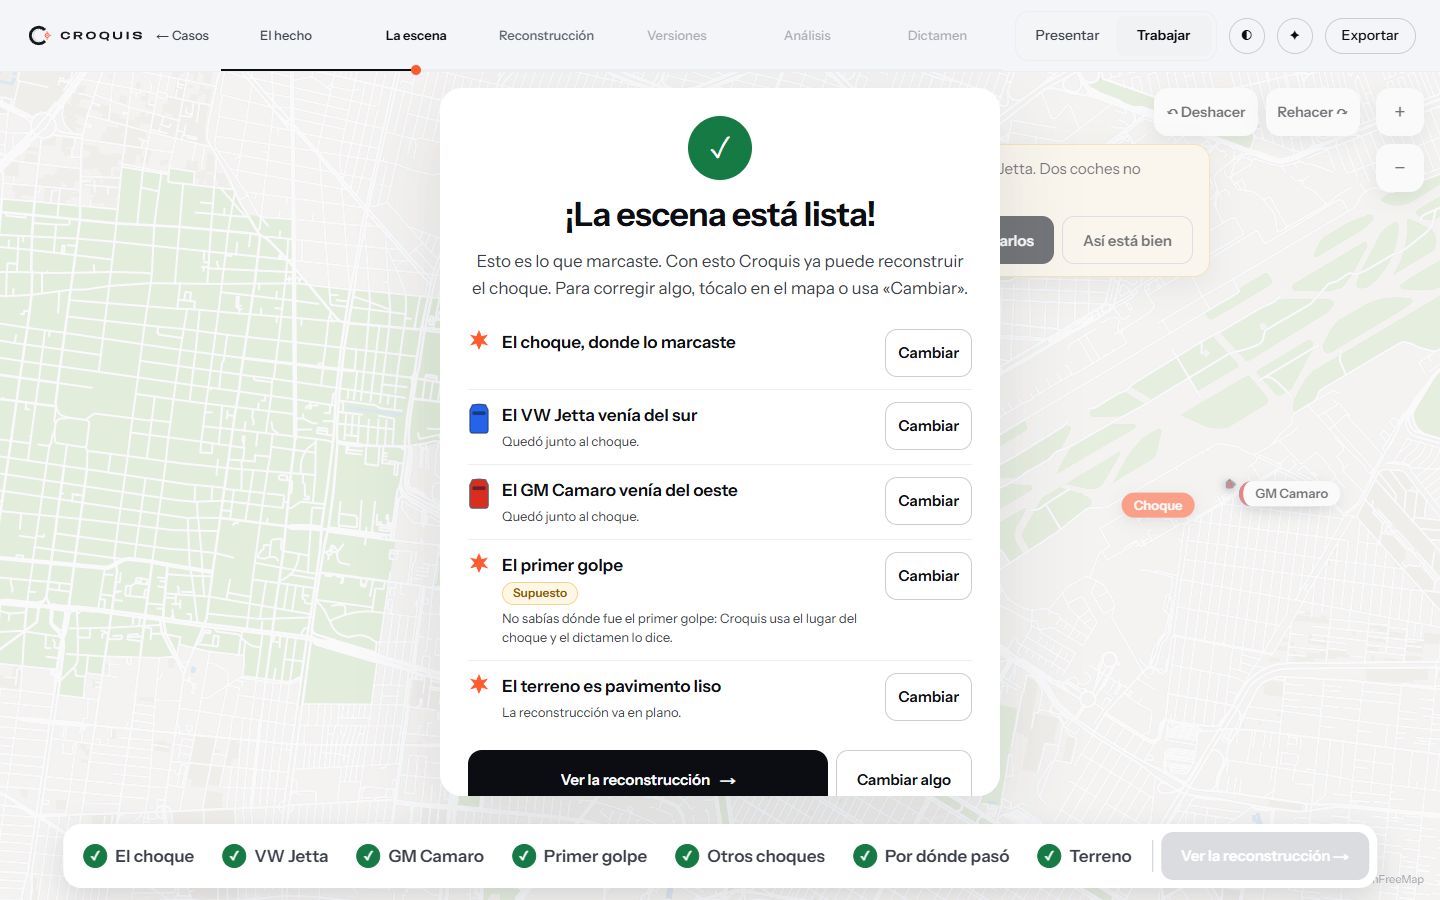 CROQUIS
← Casos
El hecho
La escena
Reconstrucción
Versiones
Análisis
Dictamen
Presentar
Trabajar
Exportar
Deshacer
Rehacer
+
−
Jetta. Dos coches no
arlos
Así está bien
¡La escena está lista!
Esto es lo que marcaste. Con esto Croquis ya puede reconstruir
el choque. Para corregir algo, tócalo en el mapa o usa «Cambiar».
El choque, donde lo marcaste
Cambiar
El VW Jetta venía del sur
Quedó junto al choque.
Cambiar
El GM Camaro venía del oeste
Quedó junto al choque.
Cambiar
El primer golpe
Supuesto
No sabías dónde fue el primer golpe: Croquis usa el lugar del
choque y el dictamen lo dice.
Cambiar
El terreno es pavimento liso
La reconstrucción va en plano.
Cambiar
Ver la reconstrucción →
Cambiar algo
Choque
GM Camaro
El choque
VW Jetta
GM Camaro
Primer golpe
Otros choques
Por dónde pasó
Terreno
Ver la reconstrucción →
nFreeMap